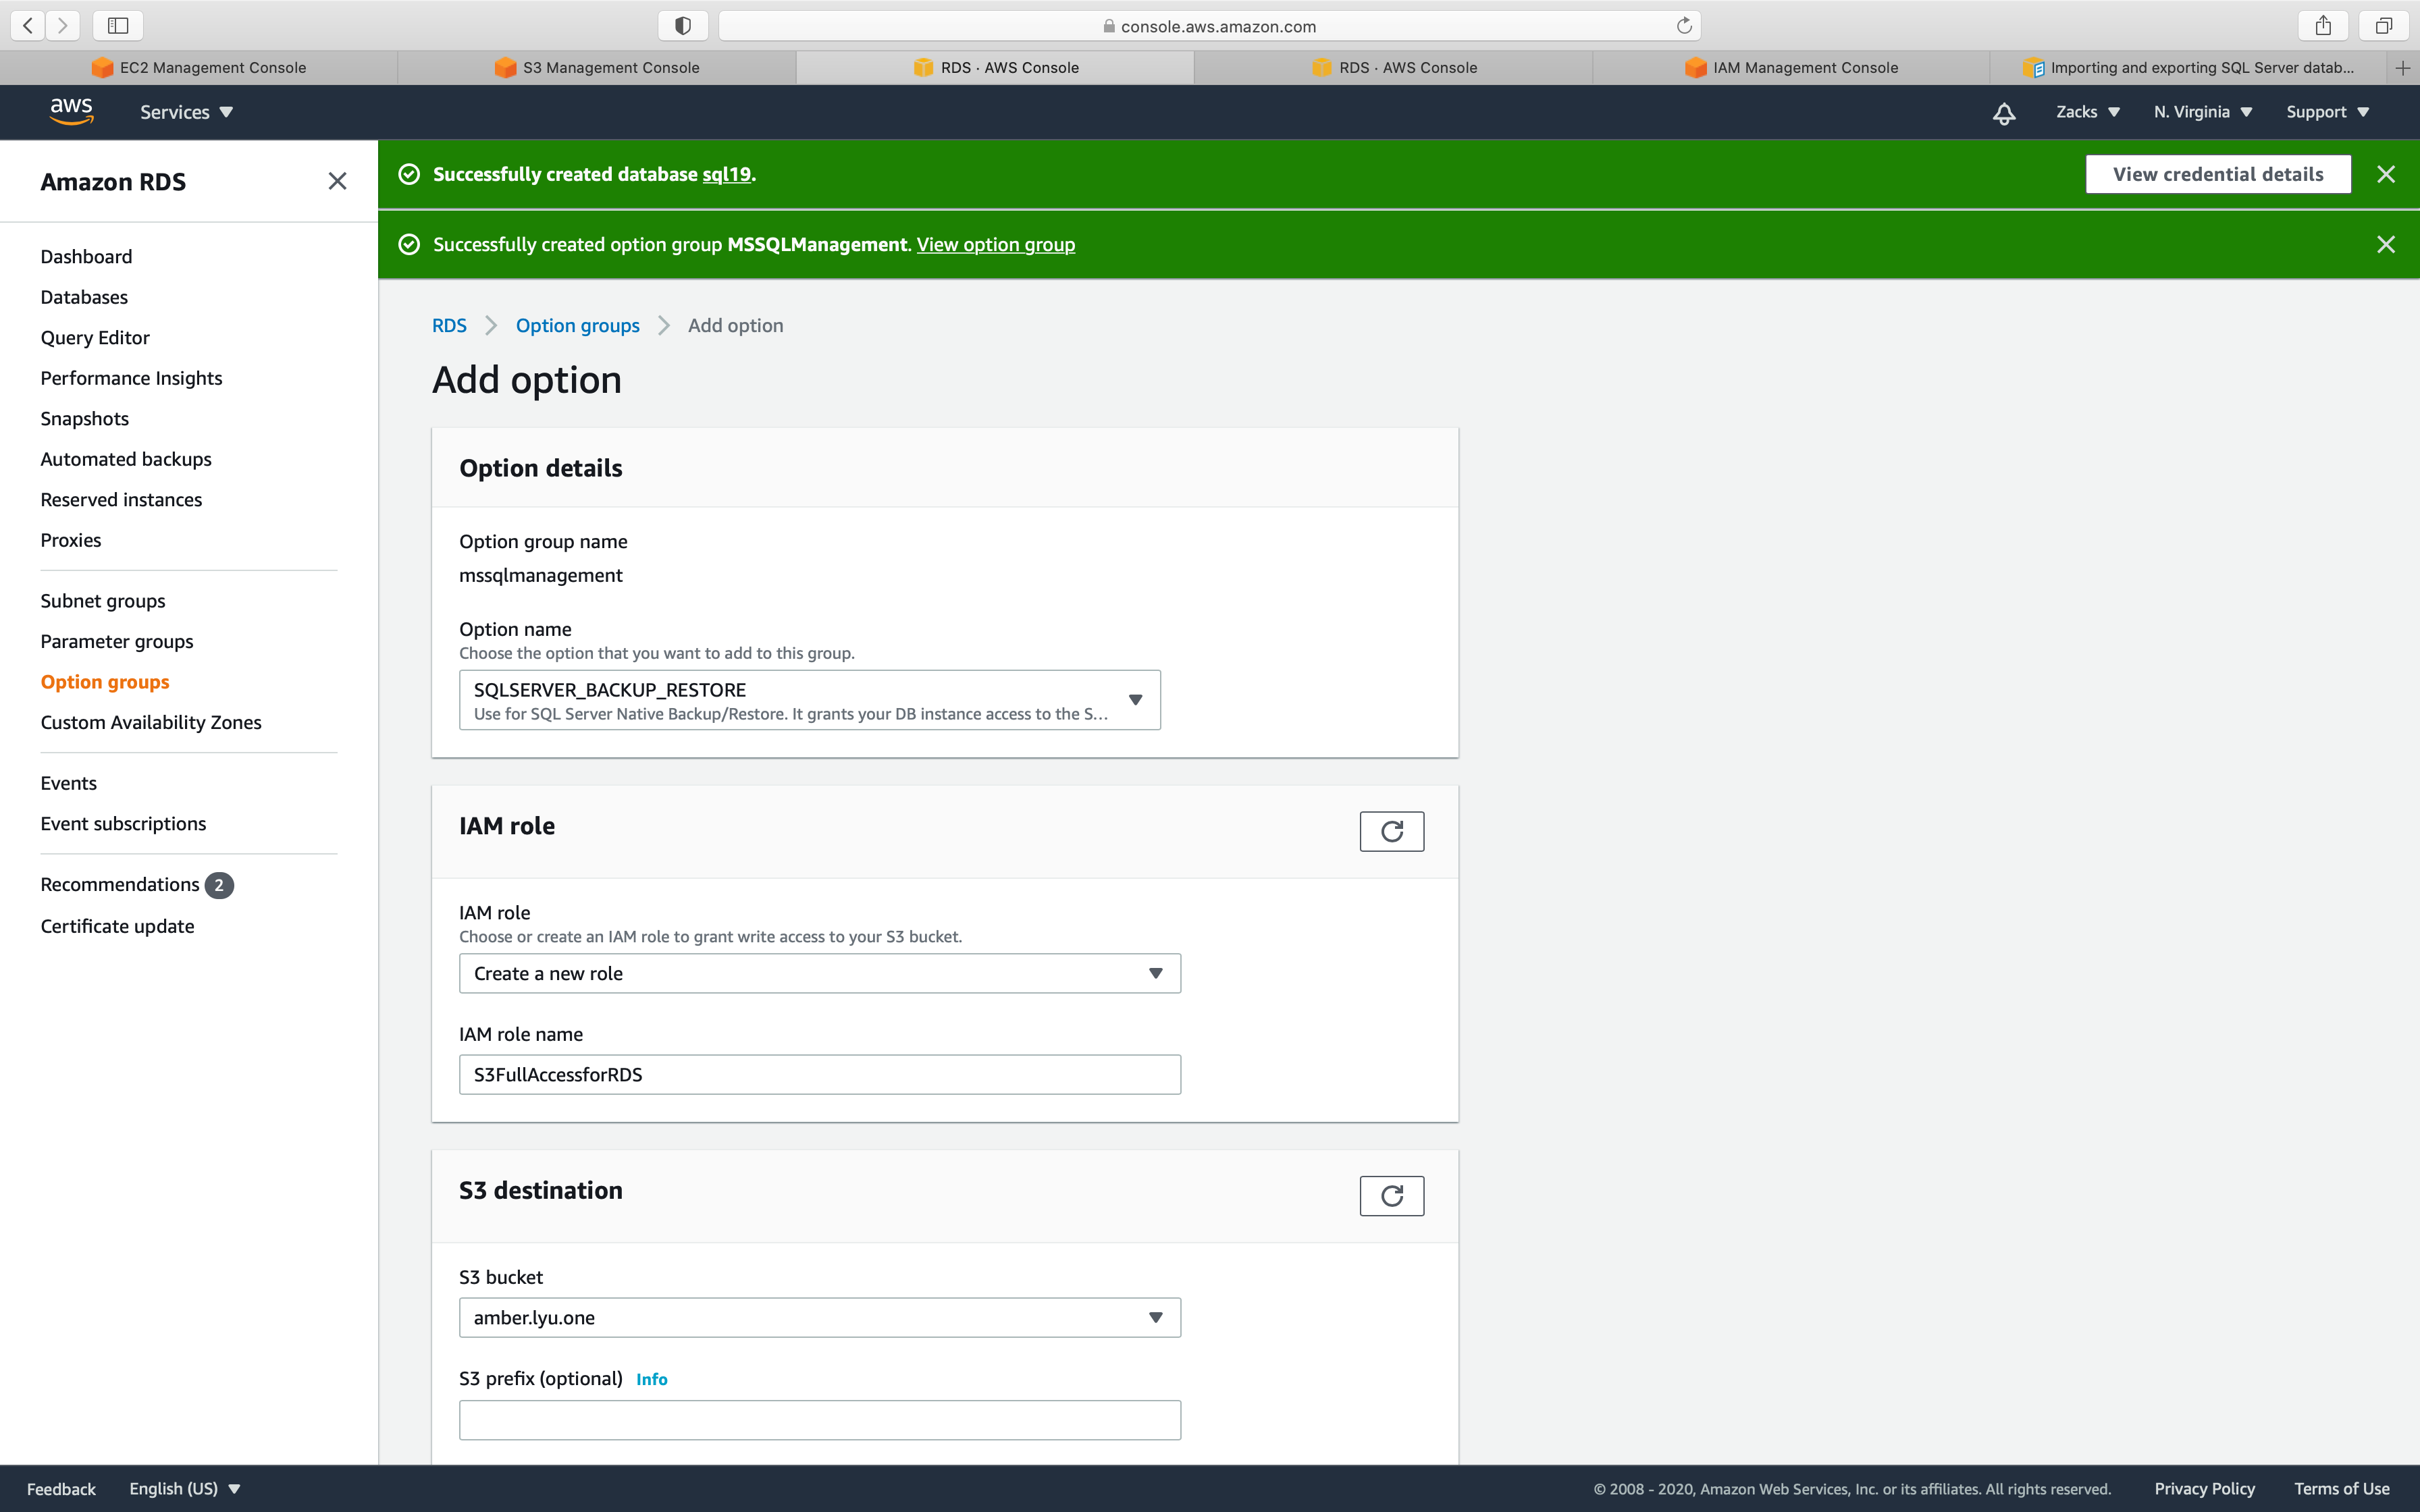 console.aws.amazon.com
EC2 Management Console
S3 Management Console
RDS · AWS Console
RDS · AWS Console
IAM Management Console
Importing and exporting SQL Server datab...
aws
Services
Zacks
N. Virginia
Support
Amazon RDS
Dashboard
Databases
Query Editor
Performance Insights
Snapshots
Automated backups
Reserved instances
Proxies
Subnet groups
Parameter groups
Option groups
Custom Availability Zones
Events
Event subscriptions
Recommendations 2
Certificate update
Successfully created database sql19.
View credential details
Successfully created option group MSSQLManagement. View option group
RDS
Option groups
Add option
Add option
Option details
Option group name
mssqlmanagement
Option name
Choose the option that you want to add to this group.
SQLSERVER_BACKUP_RESTORE
Use for SQL Server Native Backup/Restore. It grants your DB instance access to the S...
IAM role
IAM role
Choose or create an IAM role to grant write access to your S3 bucket.
Create a new role
IAM role name
S3FullAccessforRDS
S3 destination
S3 bucket
amber.lyu.one
S3 prefix (optional) Info
Feedback
English (US)
© 2008 - 2020, Amazon Web Services, Inc. or its affiliates. All rights reserved.
Privacy Policy
Terms of Use